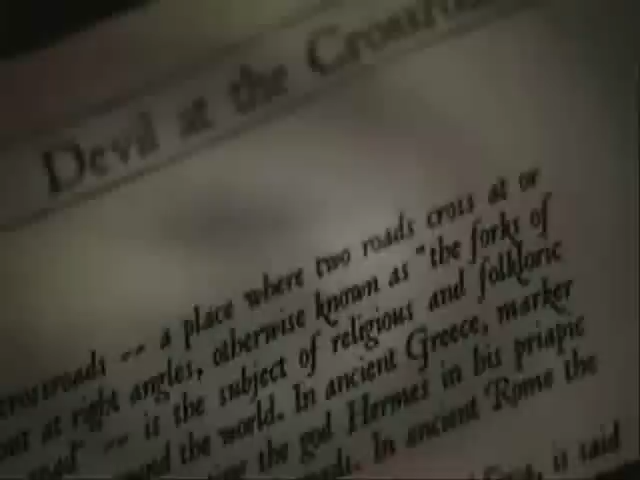 Devil at the Crossro
crossroads -- a place where two roads cross at or
at right angles, otherwise known as "the forks of
road" -- is the subject of religious and folkloric
the world. In ancient Greece, marker
the god Hermes in his priapic
In ancient Rome the
is said